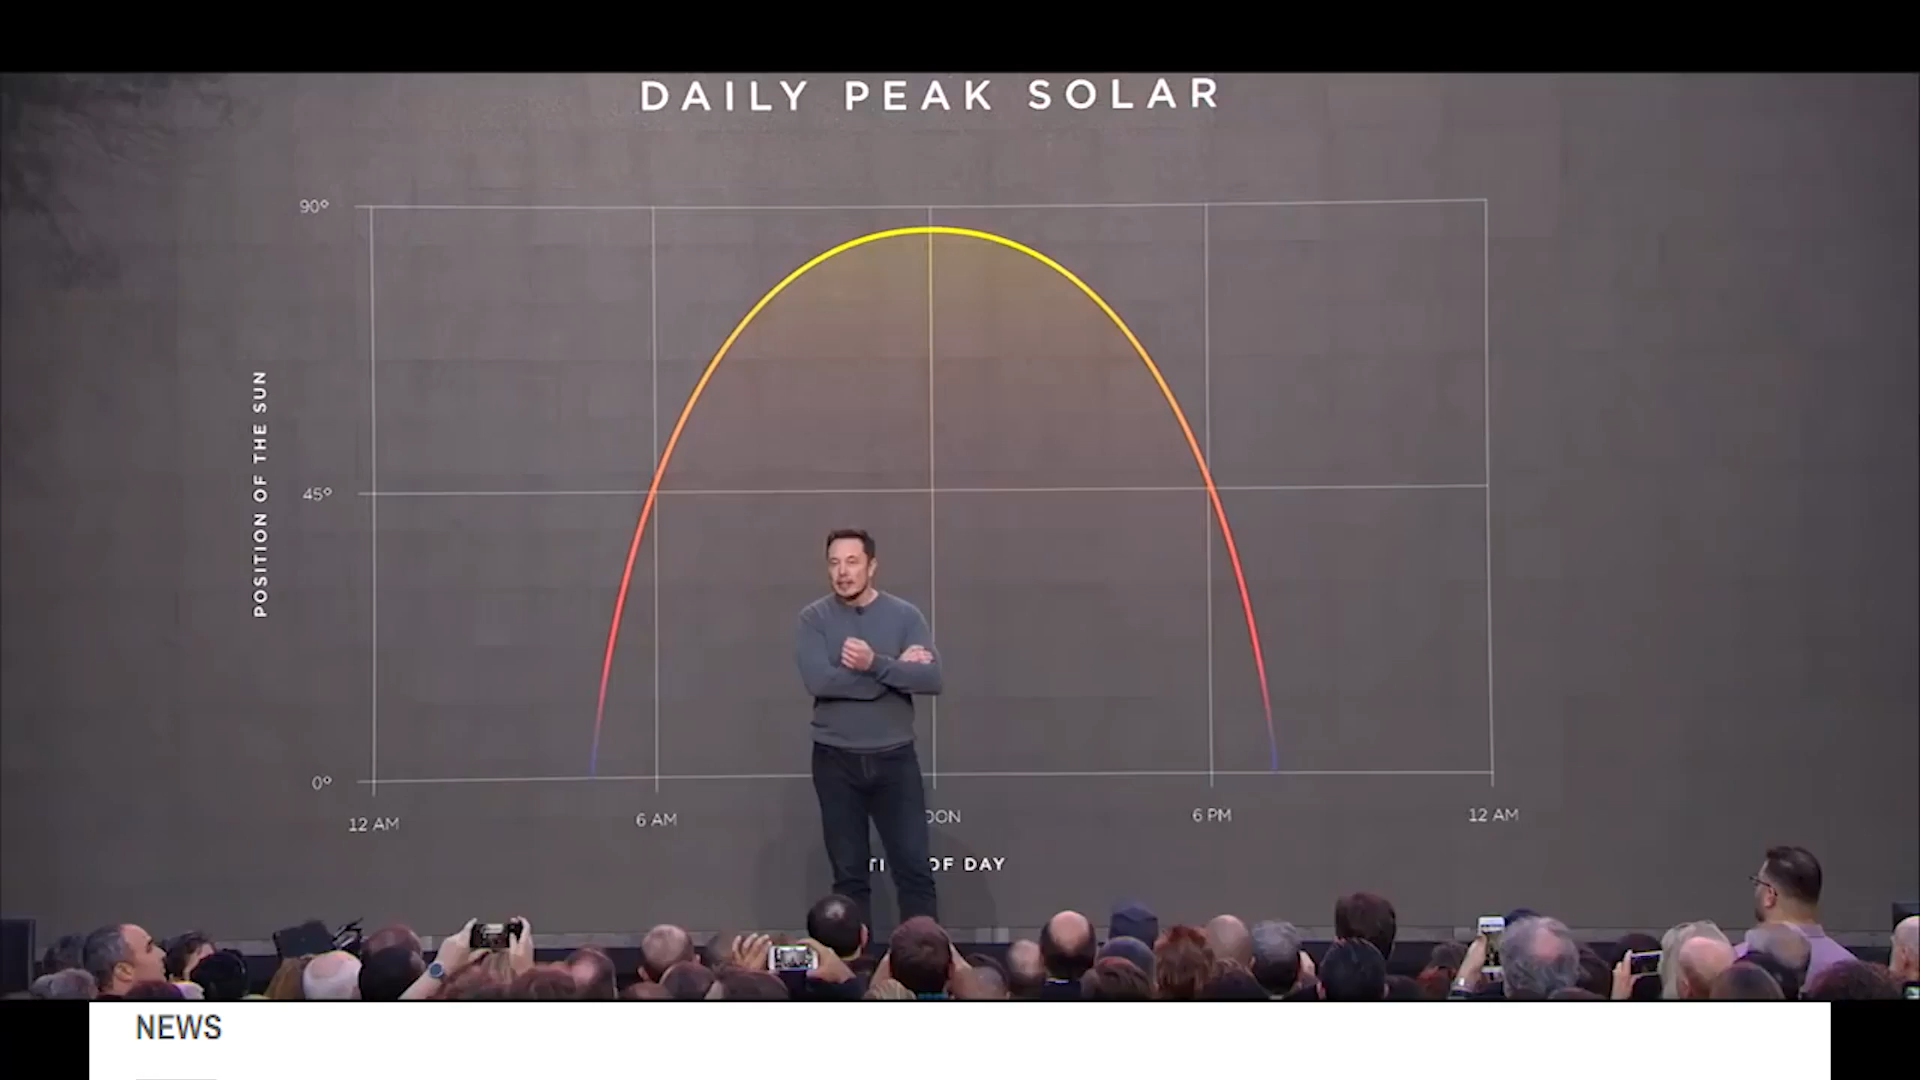 DAILY PEAK SOLAR
90°
POSITION OF THE SUN
45°
0°
12 AM
6 AM
OON
6 PM
12 AM
OF DAY
NEWS